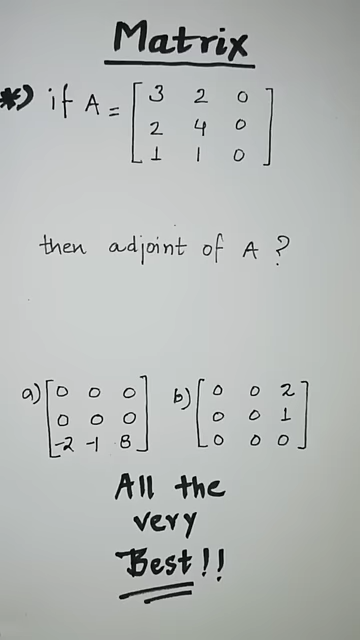 Matrix
*) if A = [ 3 2 0
2 4 0
1 1 0 ]
then adjoint of A ?
a) [ 0 0 0 b) [ 0 0 2
0 0 0 0 0 1
-2 -1 8 ] 0 0 0 ]
All the
very
Best!!